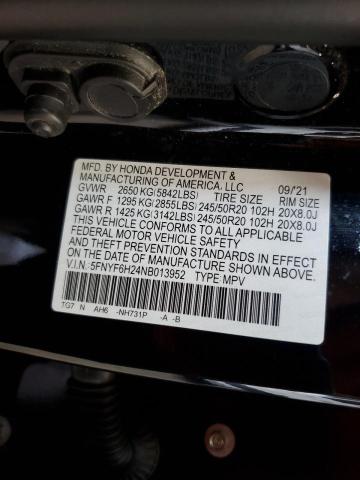 MFD. BY HONDA DEVELOPMENT &
MANUFACTURING OF AMERICA, LLC 09/21
GVWR 2650 KG(5842LBS) TIRE SIZE RIM SIZE
GAWR F 1295 KG(2855LBS) 245/50R20 102H 20X8.0J
GAWR R 1425 KG(3142LBS) 245/50R20 102H 20X8.0J
THIS VEHICLE CONFORMS TO ALL APPLICABLE
FEDERAL MOTOR VEHICLE SAFETY
AND THEFT PREVENTION STANDARDS IN EFFECT
ON THE DATE OF MANUFACTURE SHOWN ABOVE.
V.I.N.:5FNYF6H24NB013952 TYPE:MPV
TG7 N AH6 -NH731P -A -B